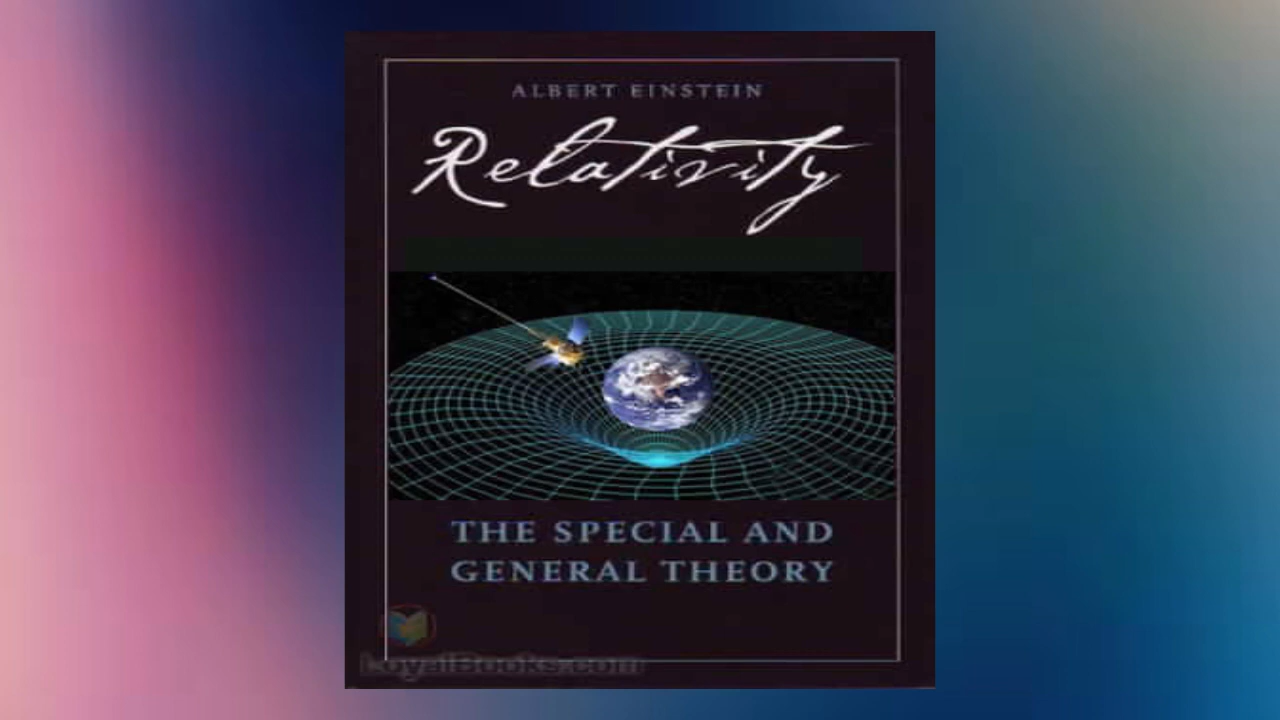 ALBERT EINSTEIN
Relativity
THE SPECIAL AND
GENERAL THEORY
LoyalBooks.com